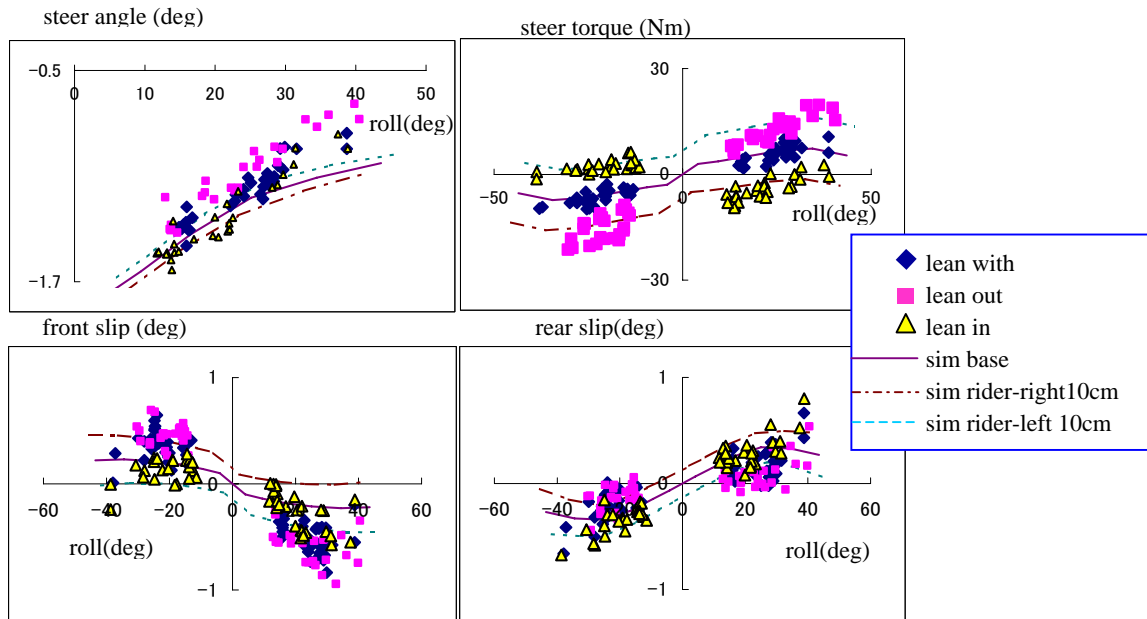 steer angle (deg)
steer torque (Nm)
-0.5
0 10 20 30 40 50
roll(deg)
-1.7
30
-50 0 50
roll(deg)
-30
front slip (deg)
rear slip(deg)
1
0
-60 -40 -20 0 20 40 60
roll(deg)
-1
1
0
-60 -40 -20 0 20 40 60
roll(deg)
-1
lean with
lean out
lean in
sim base
sim rider-right10cm
sim rider-left 10cm